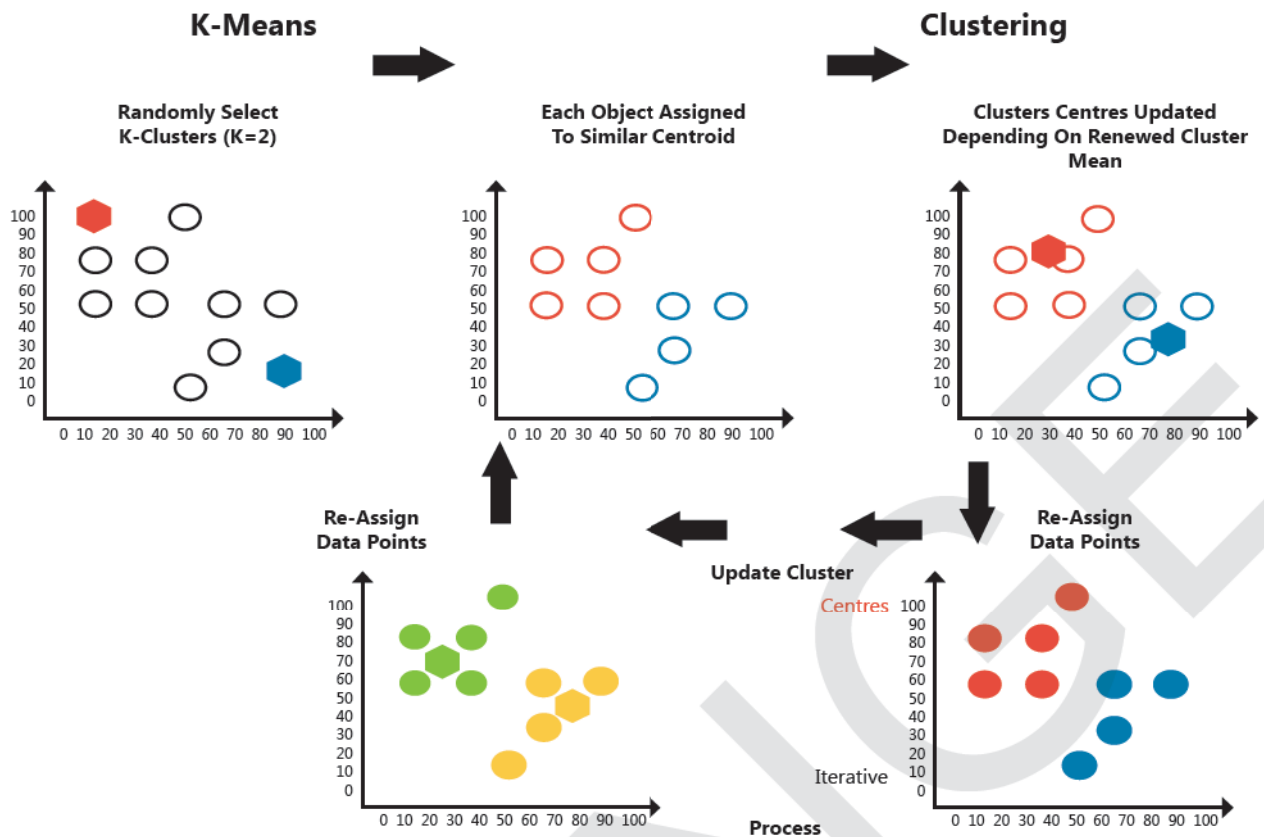 K-Means
Clustering
Randomly Select
K-Clusters (K=2)
Each Object Assigned
To Similar Centroid
Clusters Centres Updated
Depending On Renewed Cluster
Mean
100
90
80
70
60
50
40
30
20
10
0
0 10 20 30 40 50 60 70 80 90 100
100
90
80
70
60
50
40
30
20
10
0
0 10 20 30 40 50 60 70 80 90 100
100
90
80
70
60
50
40
30
20
10
0
0 10 20 30 40 50 60 70 80 90 100
Re-Assign
Data Points
100
90
80
70
60
50
40
30
20
10
0
0 10 20 30 40 50 60 70 80 90 100
Update Cluster
Centres
Iterative
Process
Re-Assign
Data Points
100
90
80
70
60
50
40
30
20
10
0
0 10 20 30 40 50 60 70 80 90 100